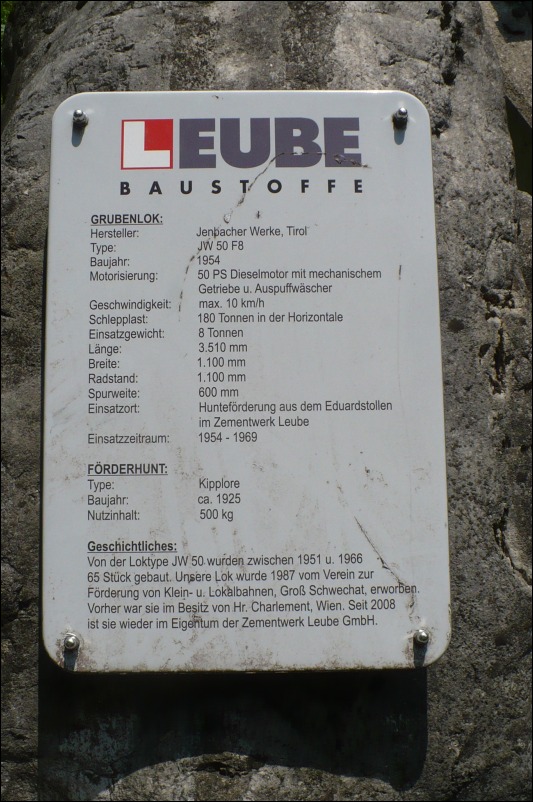 LEUBE
BAUSTOFFE
GRUBENLOK:
Hersteller: Jenbacher Werke, Tirol
Type: JW 50 F8
Baujahr: 1954
Motorisierung: 50 PS Dieselmotor mit mechanischem
Getriebe u. Auspuffwäscher
Geschwindigkeit: max. 10 km/h
Schlepplast: 180 Tonnen in der Horizontale
Einsatzgewicht: 8 Tonnen
Länge: 3.510 mm
Breite: 1.100 mm
Radstand: 1.100 mm
Spurweite: 600 mm
Einsatzort: Hunteförderung aus dem Eduardstollen
im Zementwerk Leube
Einsatzzeitraum: 1954 - 1969
FÖRDERHUNT:
Type: Kipplore
Baujahr: ca. 1925
Nutzinhalt: 500 kg
Geschichtliches:
Von der Loktype JW 50 wurden zwischen 1951 u. 1966
65 Stück gebaut. Unsere Lok wurde 1987 vom Verein zur
Förderung von Klein- u. Lokalbahnen, Groß Schwechat, erworben.
Vorher war sie im Besitz von Hr. Charlement, Wien. Seit 2008
ist sie wieder im Eigentum der Zementwerk Leube GmbH.